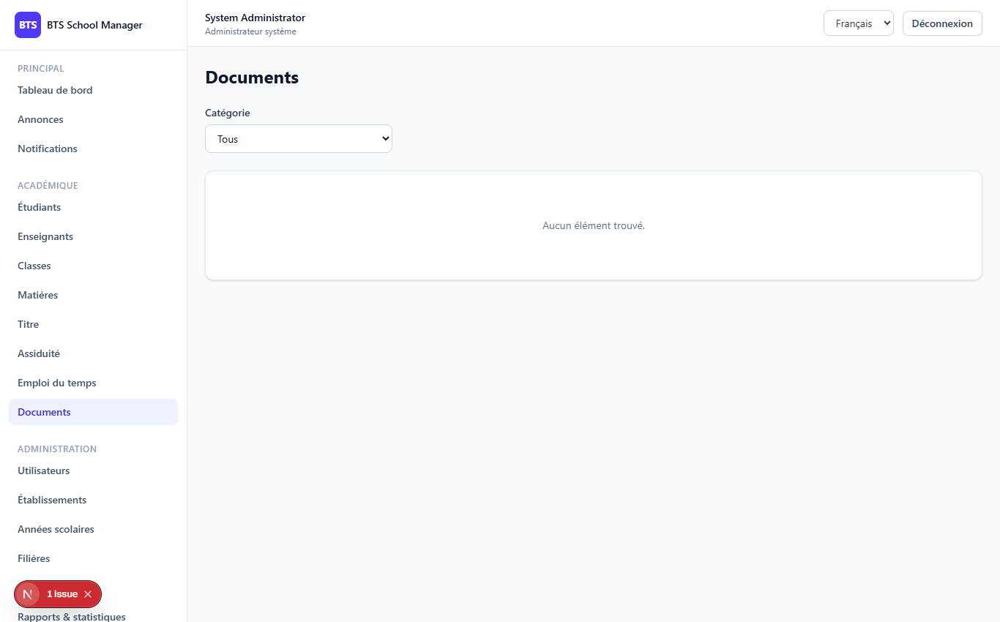 BTS
BTS School Manager
System Administrator
Administrateur système
Français
Déconnexion
PRINCIPAL
Tableau de bord
Annonces
Notifications
ACADÉMIQUE
Étudiants
Enseignants
Classes
Matières
Titre
Assiduité
Emploi du temps
Documents
ADMINISTRATION
Utilisateurs
Établissements
Années scolaires
Filières
N
1 Issue
Rapports & statistiques
Documents
Catégorie
Tous
Aucun élément trouvé.